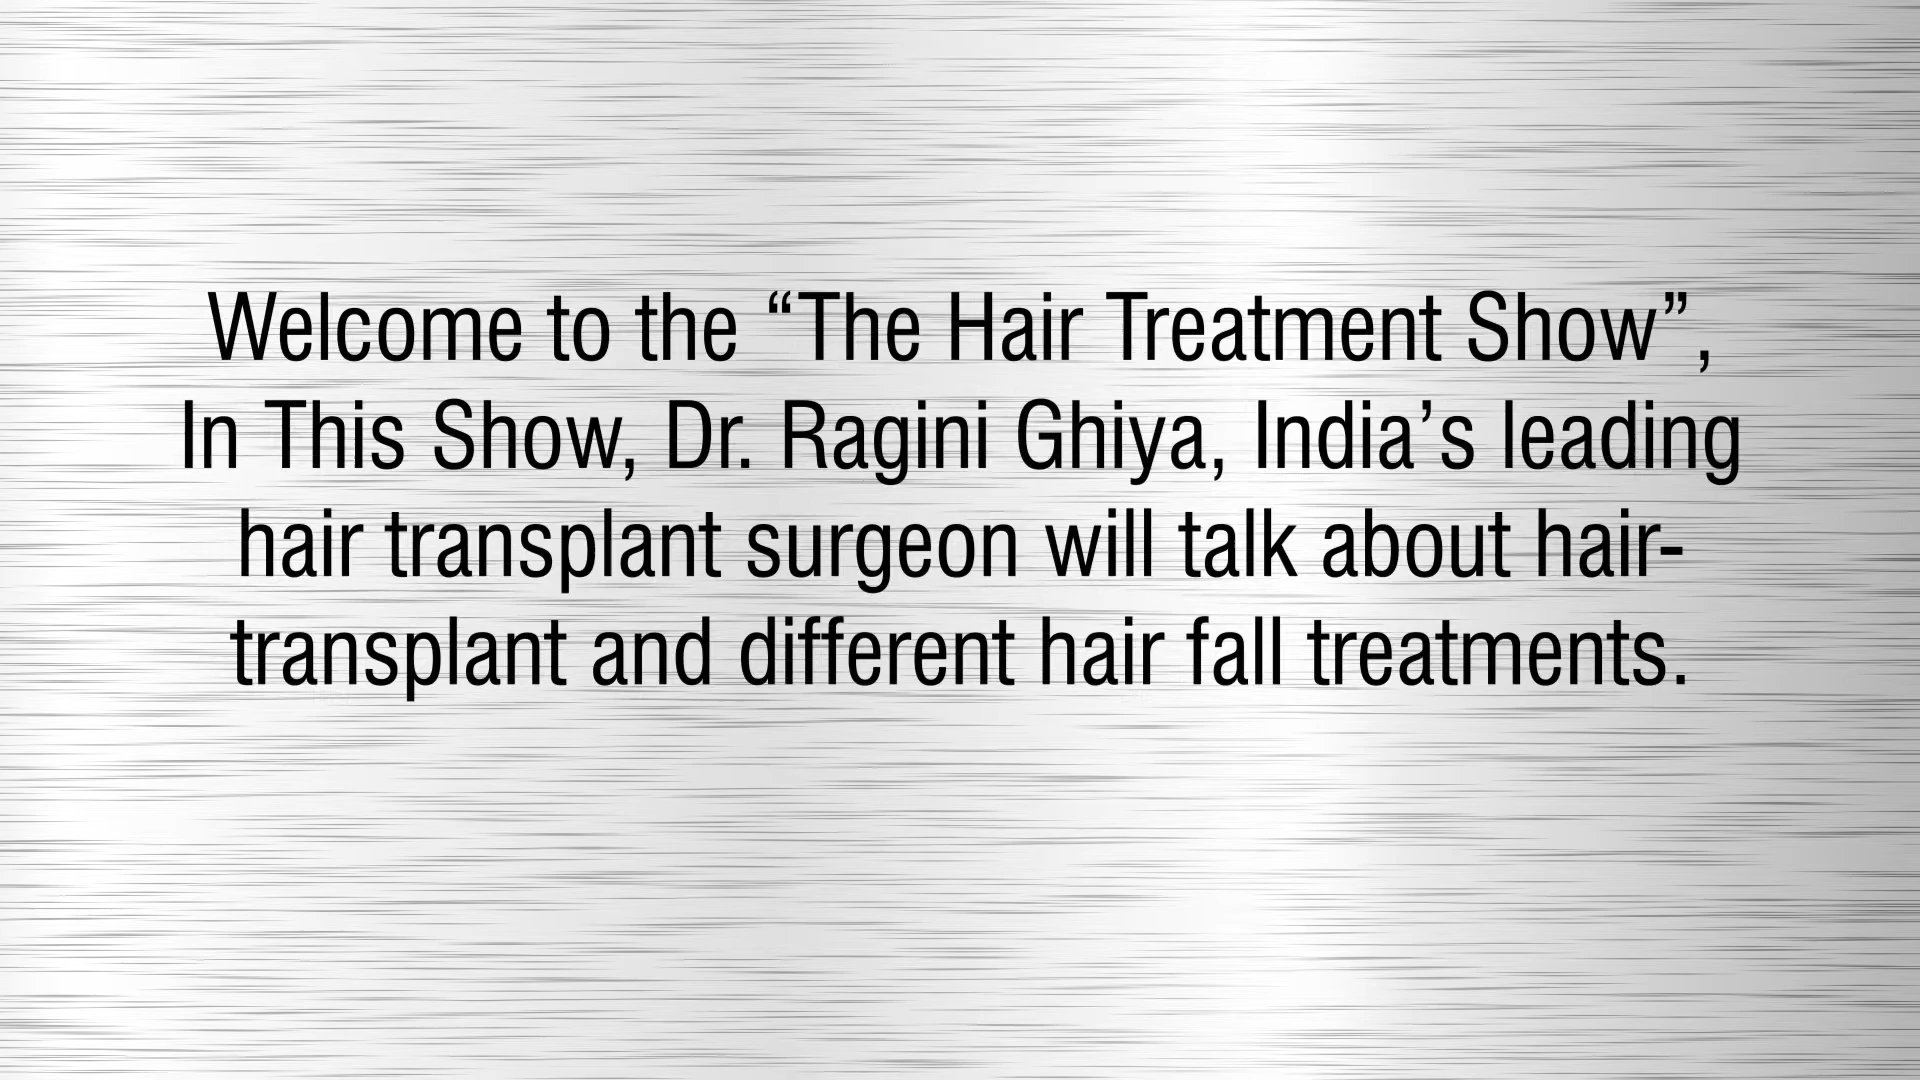 Welcome to the “The Hair Treatment Show”,
In This Show, Dr. Ragini Ghiya, India’s leading
hair transplant surgeon will talk about hair-
transplant and different hair fall treatments.